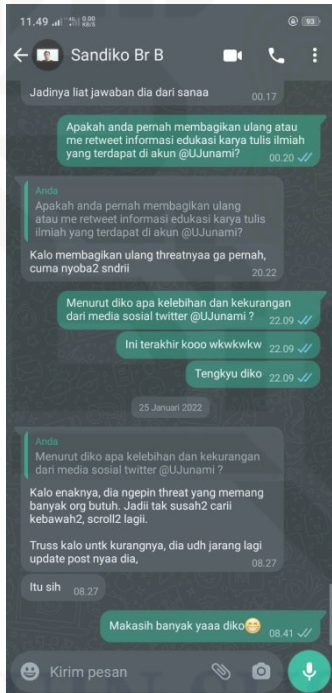 11.49
0.00
KB/S
93
Sandiko Br B
Jadinya liat jawaban dia dari sanaa
00.17
Apakah anda pernah membagikan ulang atau
me retweet informasi edukasi karya tulis ilmiah
yang terdapat di akun @UJunami?
00.20
Anda
Apakah anda pernah membagikan ulang
atau me retweet informasi edukasi karya tulis
ilmiah yang terdapat di akun @UJunami?
Kalo membagikan ulang threatnyaa ga pernah,
cuma nyoba2 sndrii
20.22
Menurut diko apa kelebihan dan kekurangan
dari media sosial twitter @UJunami ?
22.09
Ini terakhir kooo wkwkwkw
22.09
Tengkyu diko
22.09
25 Januari 2022
Anda
Menurut diko apa kelebihan dan kekurangan
dari media sosial twitter @UJunami ?
Kalo enaknya, dia ngepin threat yang memang
banyak org butuh. Jadii tak susah2 carii
kebawah2, scroll2 lagii.
Truss kalo untk kurangnya, dia udh jarang lagi
update post nyaa dia,
08.27
Itu sih
08.27
Makasih banyak yaaa diko😁
08.41
Kirim pesan